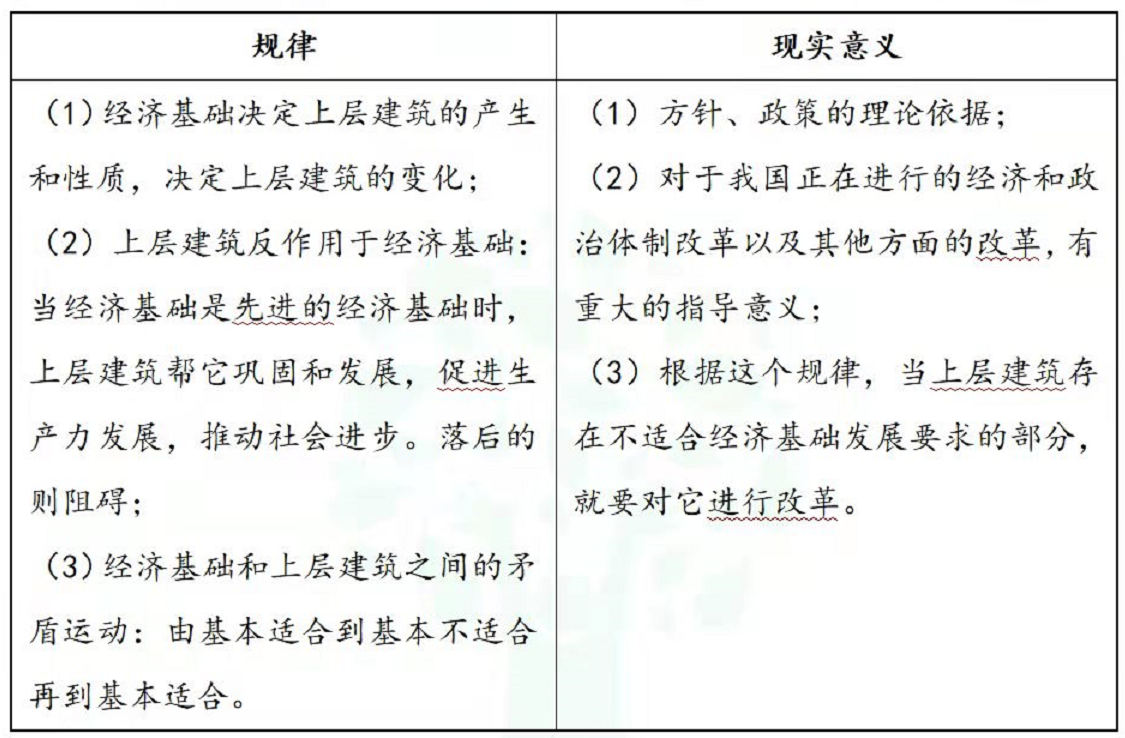 规律
现实意义
（1）经济基础决定上层建筑的产生
和性质，决定上层建筑的变化；
（2）上层建筑反作用于经济基础：
当经济基础是先进的经济基础时，
上层建筑帮它巩固和发展，促进生
产力发展，推动社会进步。落后的
则阻碍；
（3）经济基础和上层建筑之间的矛
盾运动：由基本适合到基本不适合
再到基本适合。
（1）方针、政策的理论依据；
（2）对于我国正在进行的经济和政
治体制改革以及其他方面的改革，有
重大的指导意义；
（3）根据这个规律，当上层建筑存
在不适合经济基础发展要求的部分，
就要对它进行改革。